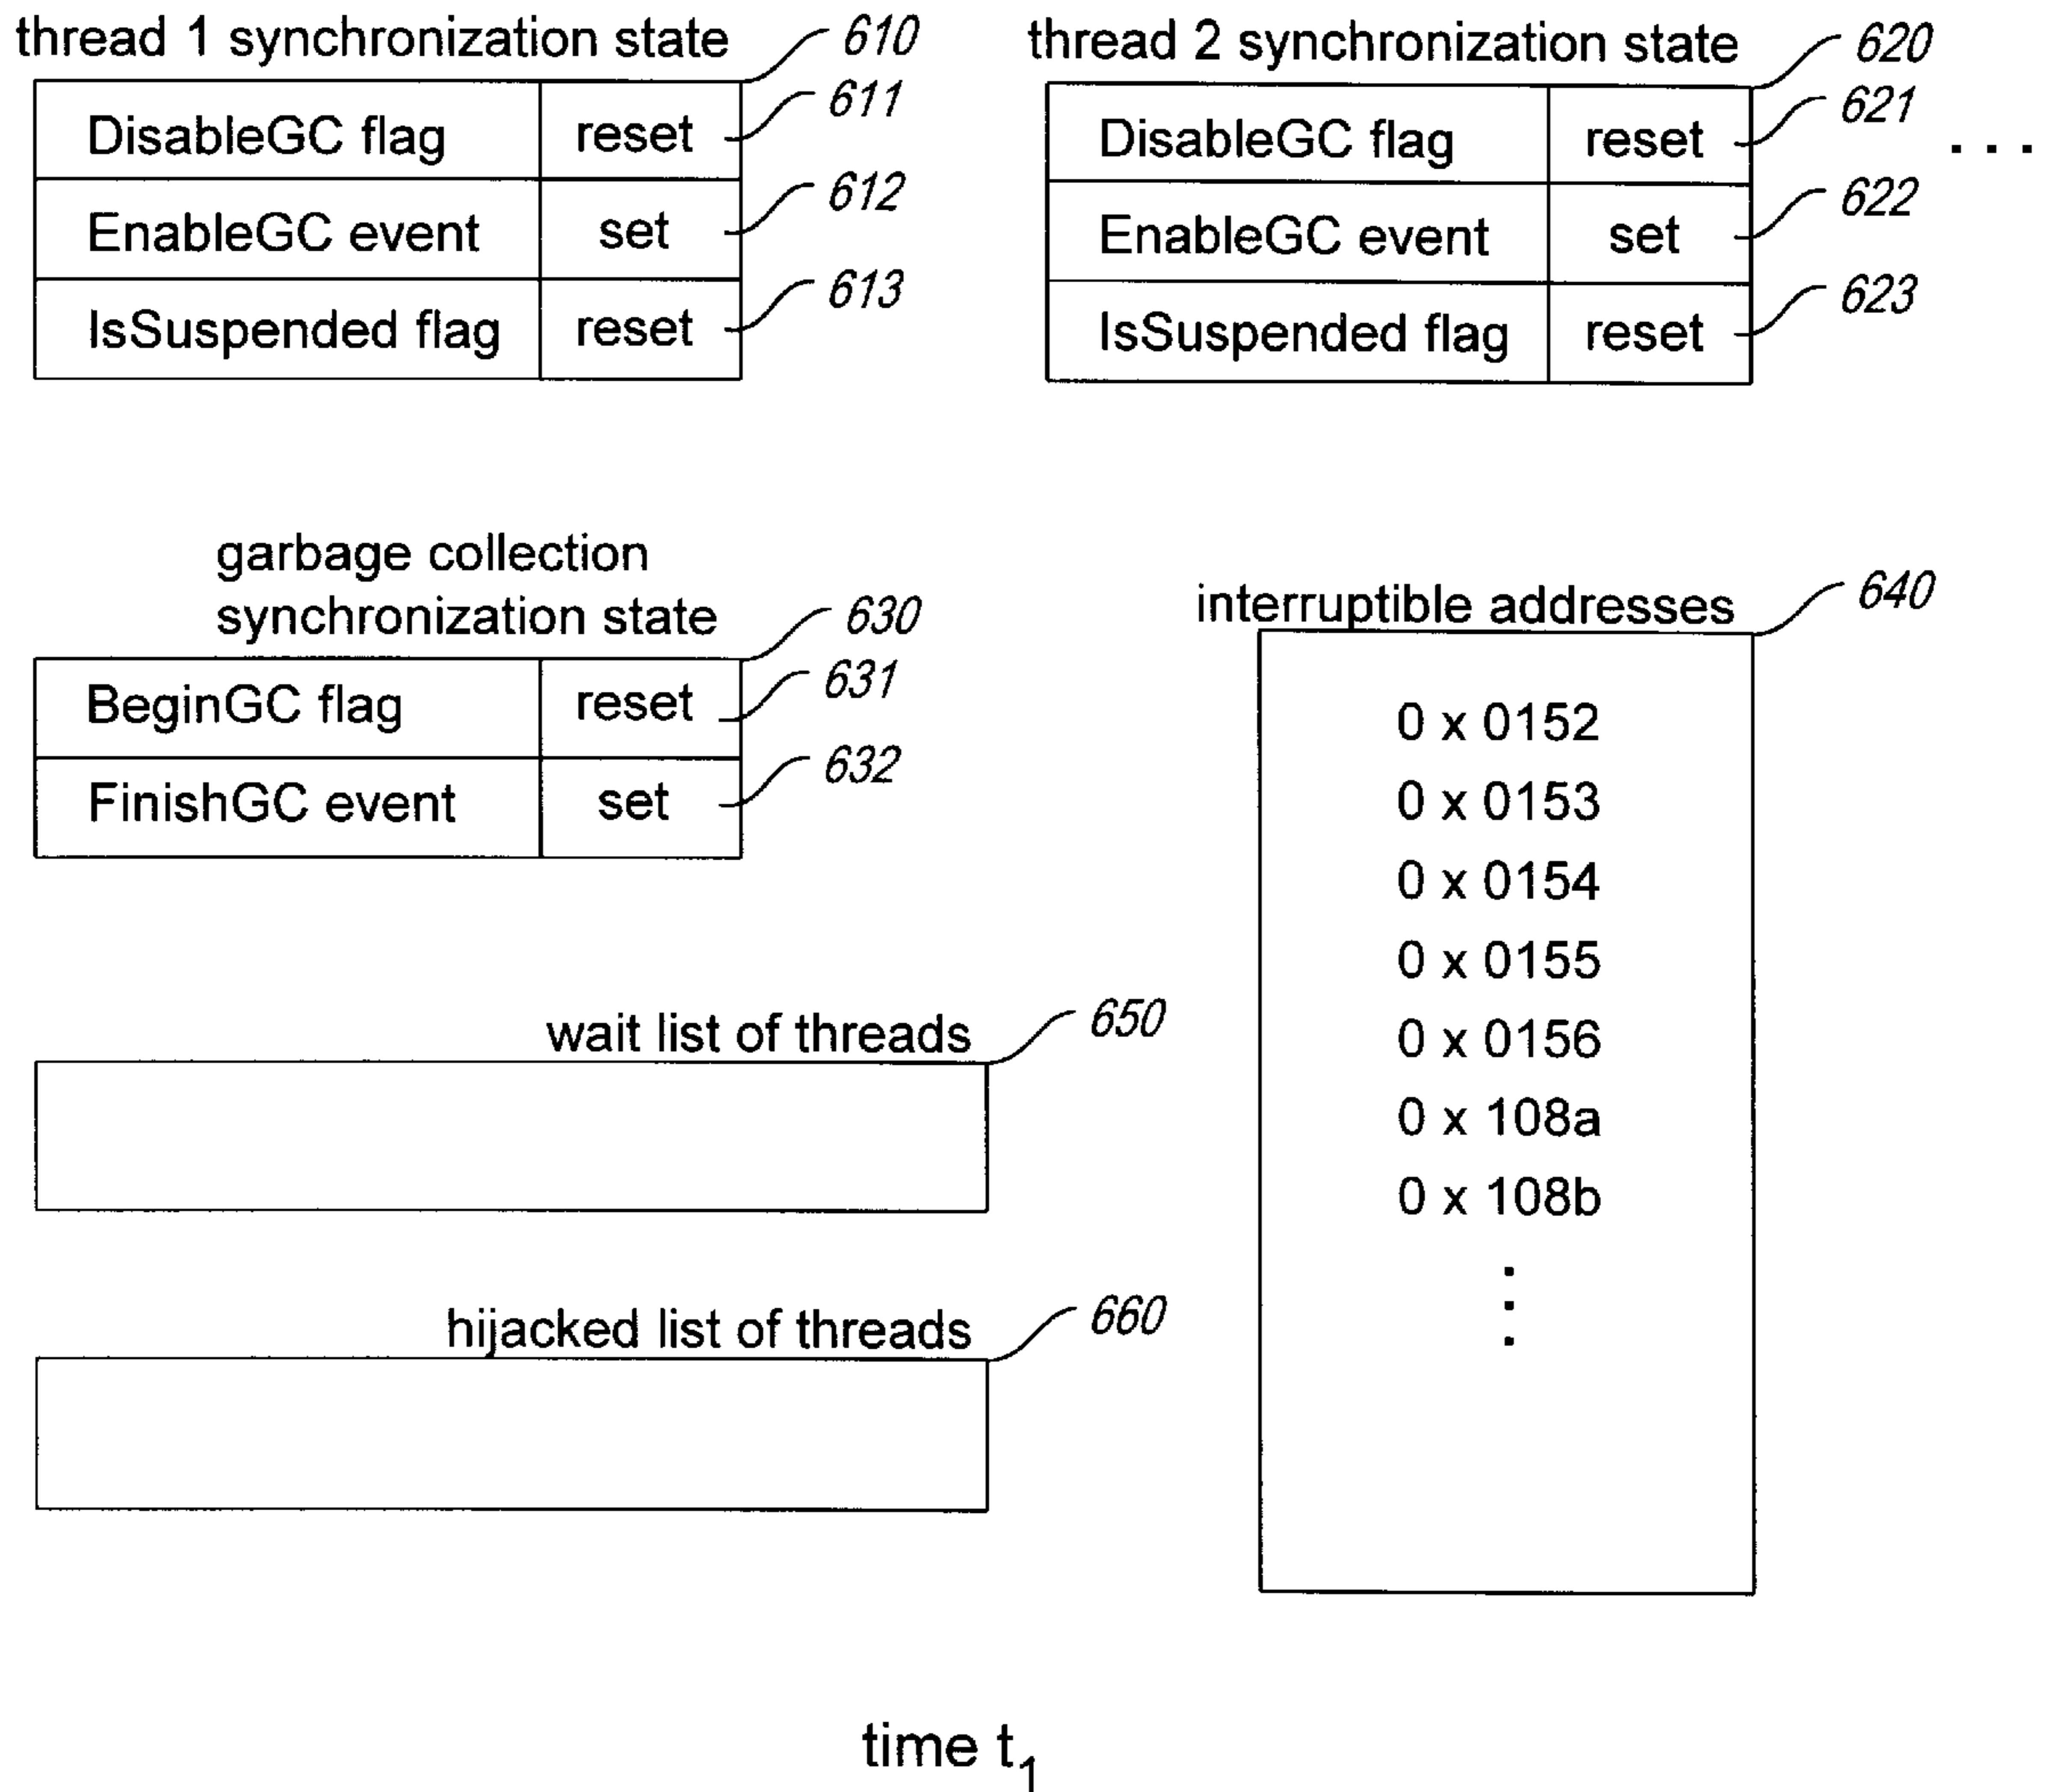 thread 1 synchronization state 610
DisableGC flag reset 611
EnableGC event set 612
IsSuspended flag reset 613
thread 2 synchronization state 620
DisableGC flag reset 621
EnableGC event set 622
IsSuspended flag reset 623
. . .
garbage collection
synchronization state 630
BeginGC flag reset 631
FinishGC event set 632
interruptible addresses 640
0 x 0152
0 x 0153
0 x 0154
0 x 0155
0 x 0156
0 x 108a
0 x 108b
wait list of threads 650
hijacked list of threads 660
time t1